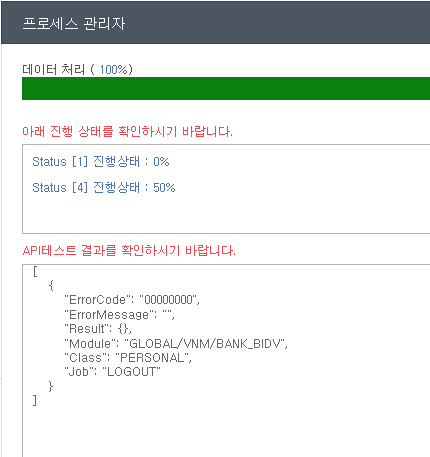 프로세스 관리자
데이터 처리 ( 100%)
아래 진행 상태를 확인하시기 바랍니다.
Status [1] 진행상태 : 0%
Status [4] 진행상태 : 50%
API테스트 결과를 확인하시기 바랍니다.
[
{
"ErrorCode": "00000000",
"ErrorMessage": "",
"Result": {},
"Module": "GLOBAL/VNM/BANK_BIDV",
"Class": "PERSONAL",
"Job": "LOGOUT"
}
]